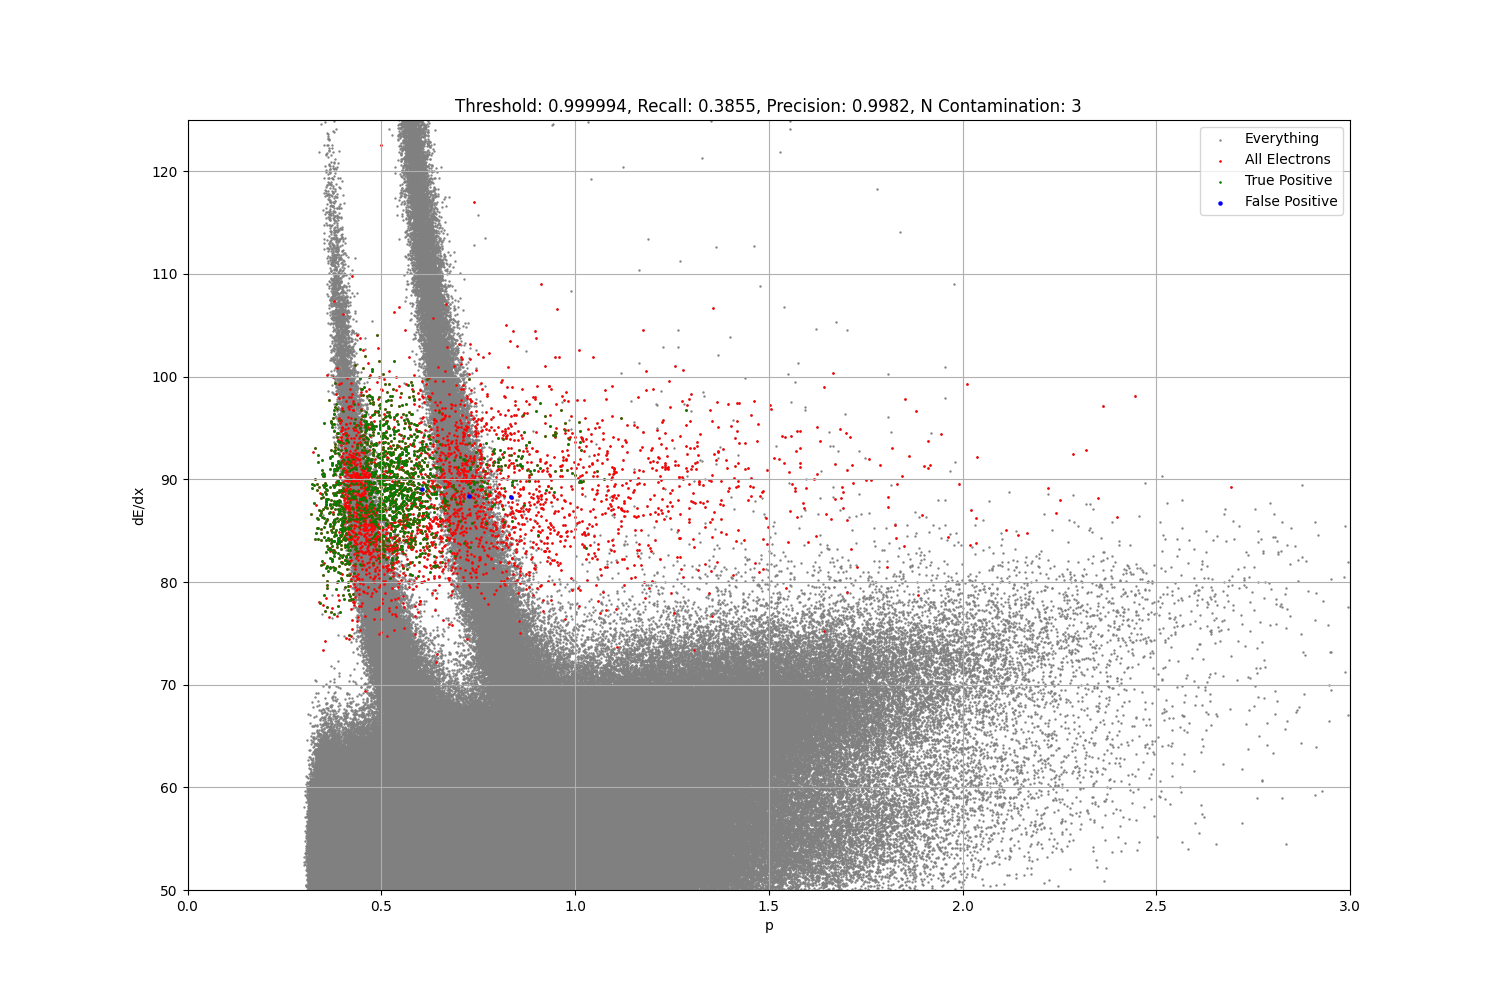 Threshold: 0.999994, Recall: 0.3855, Precision: 0.9982, N Contamination: 3
Everything
All Electrons
True Positive
False Positive
120
110
100
90
80
70
60
50
dE/dx
0.0 0.5 1.0 1.5 2.0 2.5 3.0
p